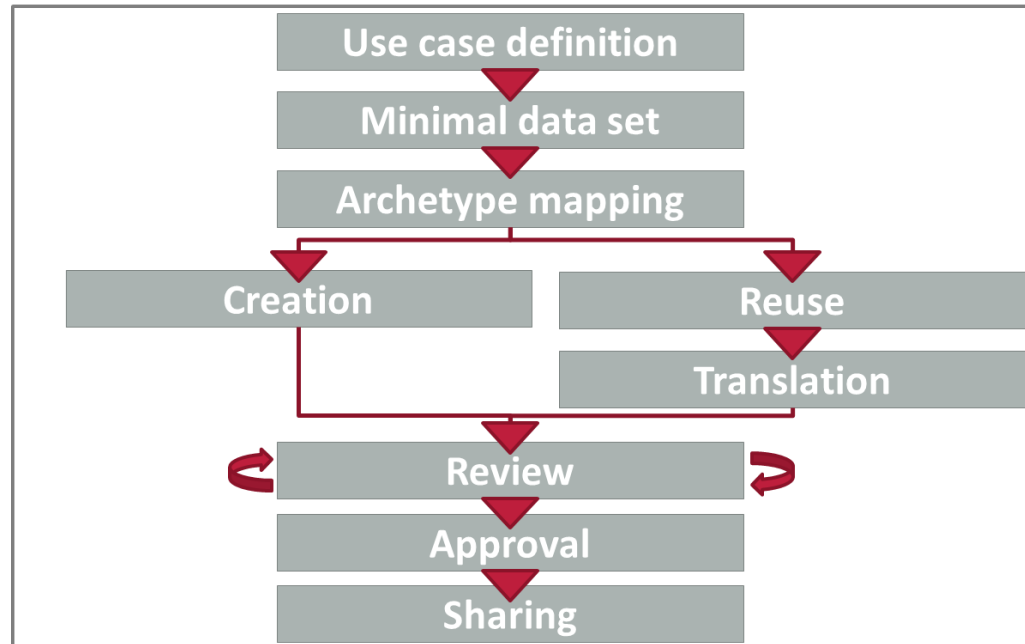 Use case definition
Minimal data set
Archetype mapping
Creation
Reuse
Translation
Review
Approval
Sharing